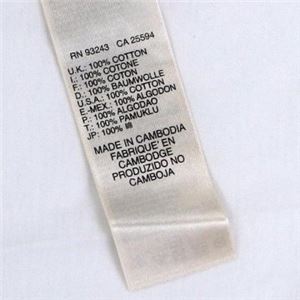 RN 93243 CA 25594
U.K.: 100% COTTON
I.: 100% COTONE
F.: 100% COTON
D.: 100% BAUMWOLLE
U.S.A.: 100% COTTON
E-MEX.: 100% ALGODON
P.: 100% ALGODAO
T.: 100% PAMUKLU
JP: 100% 綿
MADE IN CAMBODIA
FABRIQUE' EN
CAMBODGE
PRODUZIDO NO
CAMBOJA